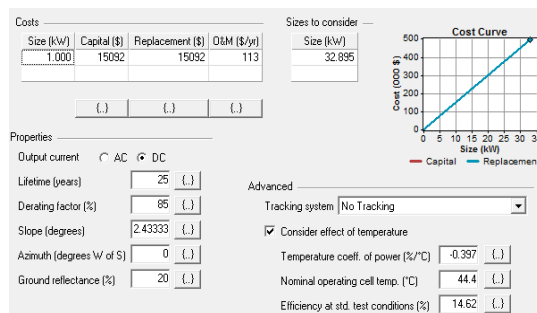 Costs
Size (kW) Capital ($) Replacement ($) O&M ($/yr)
1.000 15092 15092 113
{..} {..} {..}
Sizes to consider
Size (kW)
32.895
Cost Curve
Cost (000 $)
500
400
300
200
100
0
0 5 10 15 20 25 30 3
Size (kW)
Capital Replacemen
Properties
Output current AC DC
Lifetime (years) 25 {..}
Derating factor (%) 85 {..}
Slope (degrees) 2.43333 {..}
Azimuth (degrees W of S) 0 {..}
Ground reflectance (%) 20 {..}
Advanced
Tracking system No Tracking
Consider effect of temperature
Temperature coeff. of power (%/°C) -0.397 {..}
Nominal operating cell temp. (°C) 44.4 {..}
Efficiency at std. test conditions (%) 14.62 {..}